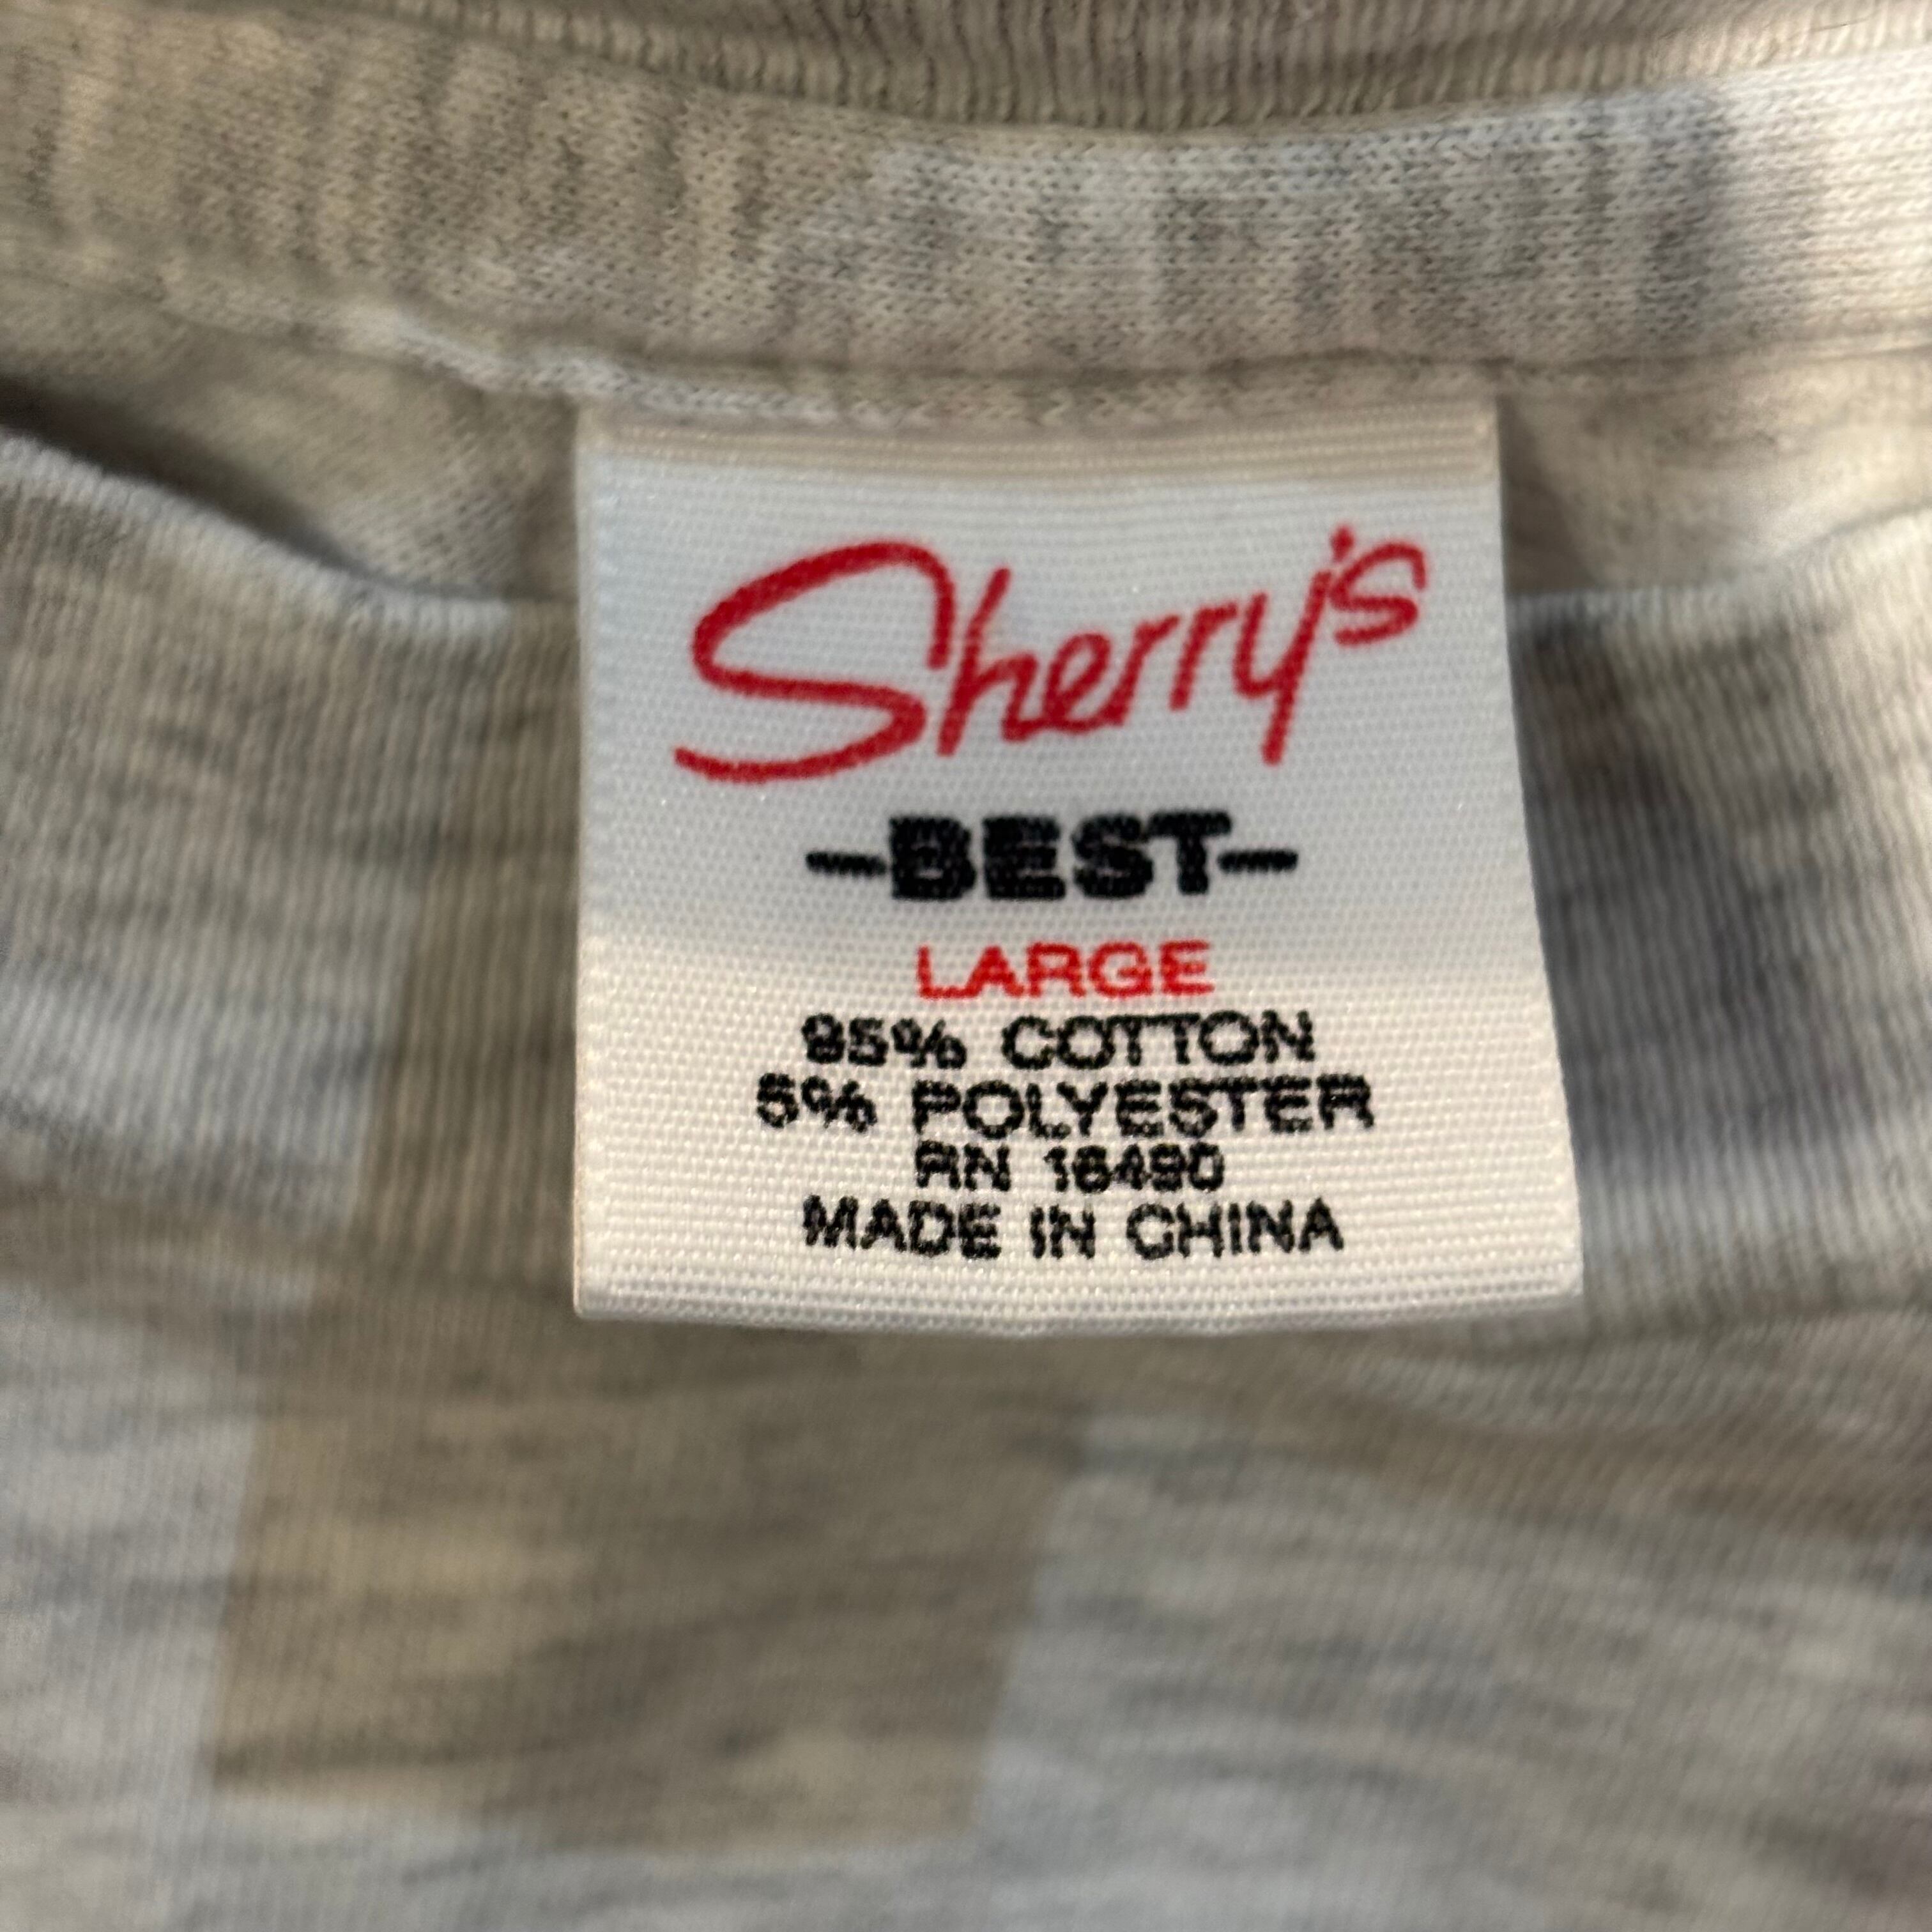 Sherry's
-BEST-
LARGE
95% COTTON
5% POLYESTER
RN 16490
MADE IN CHINA